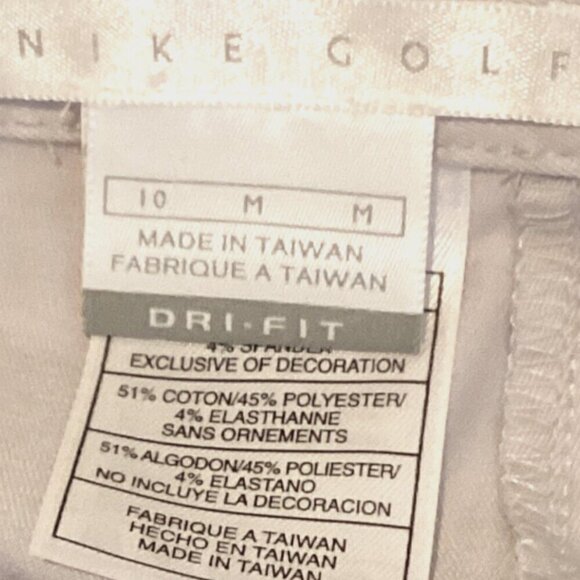 NIKE GOLF
10 M M
MADE IN TAIWAN
FABRIQUE A TAIWAN
DRI-FIT
4% SPANDEX
EXCLUSIVE OF DECORATION
51% COTON/45% POLYESTER/
4% ELASTHANNE
SANS ORNEMENTS
51% ALGODON/45% POLIESTER/
4% ELASTANO
NO INCLUYE LA DECORACION
FABRIQUE A TAIWAN
HECHO EN TAIWAN
MADE IN TAIWAN